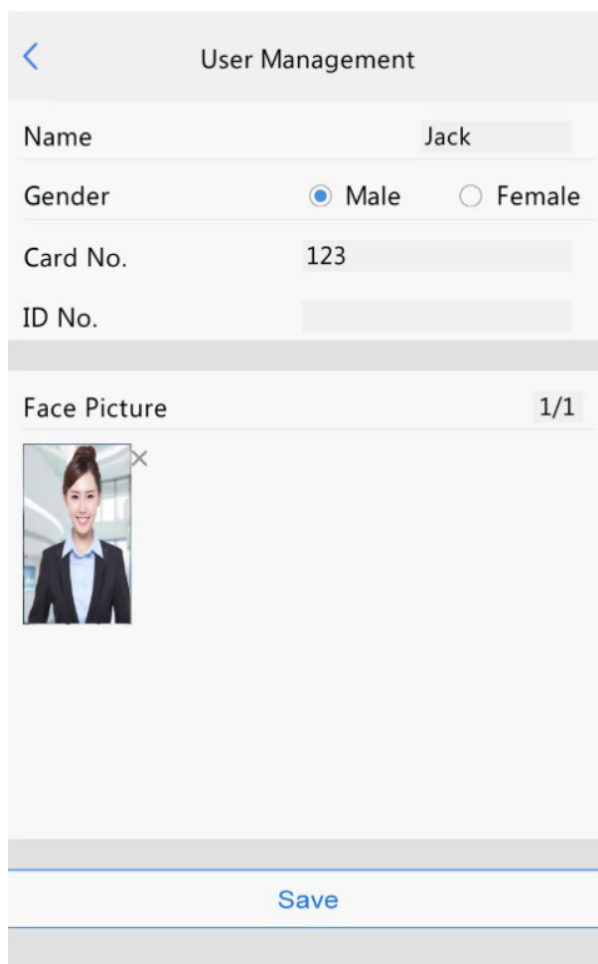 User Management
Name Jack
Gender Male Female
Card No. 123
ID No.
Face Picture 1/1
Save